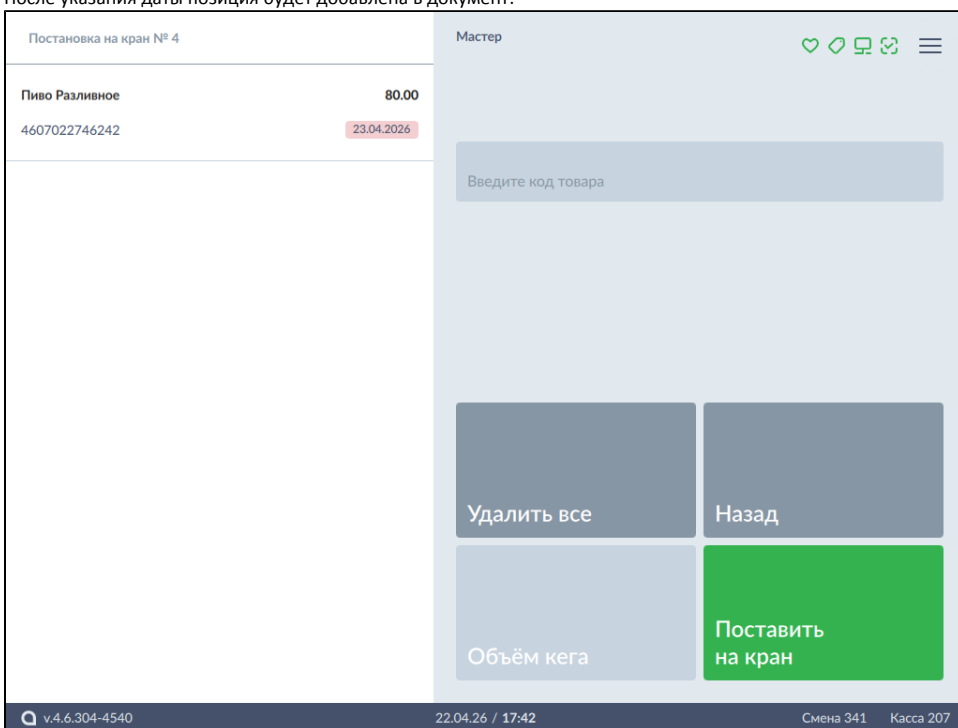 После указания даты позиция будет добавлена в документ:
Постановка на кран № 4
Мастер
Пиво Разливное 80.00
4607022746242 23.04.2026
Введите код товара
Удалить все
Назад
Объём кега
Поставить
на кран
v.4.6.304-4540 22.04.26 / 17:42 Смена 341 Касса 207